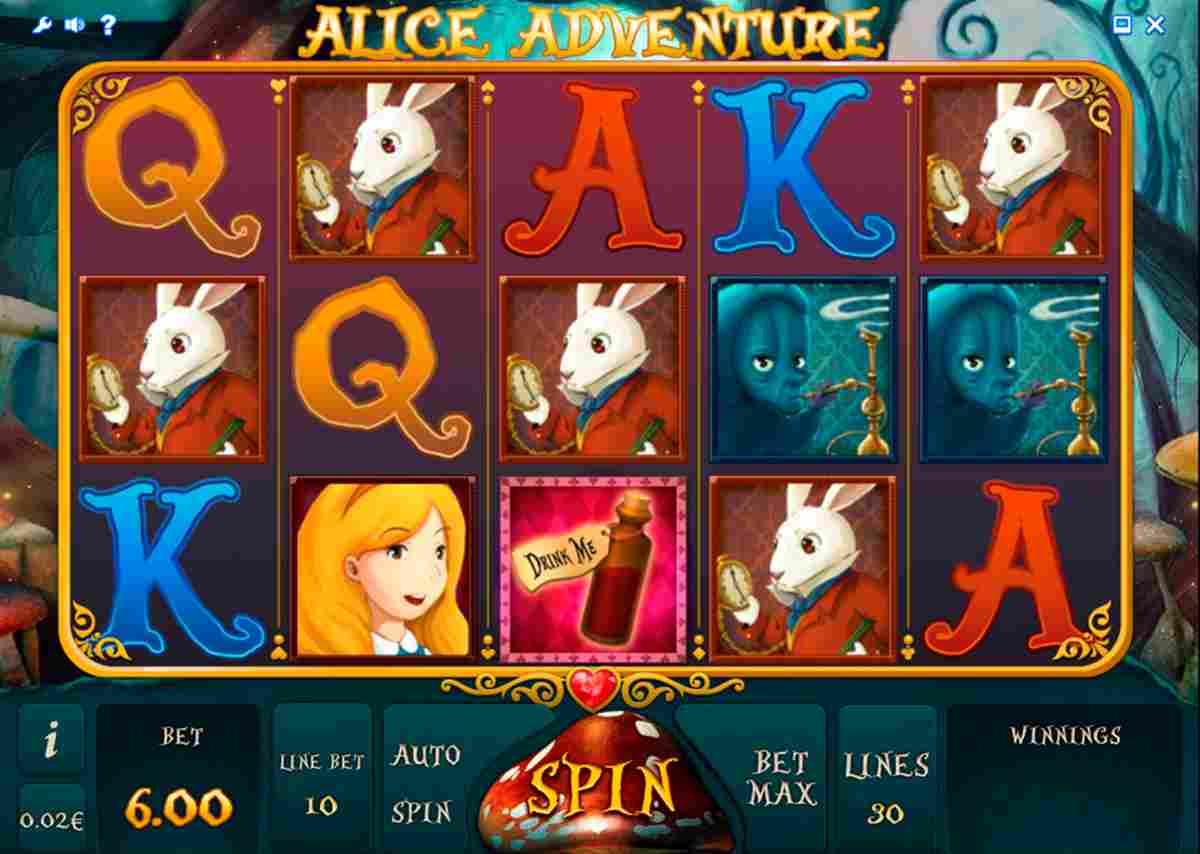 ?
ALICE ADVENTURE
Q A K
Q
K DRINK ME A
i
BET
6.00
0.02€
LINE BET
10
AUTO
SPIN
SPIN
BET
MAX
LINES
30
WINNINGS